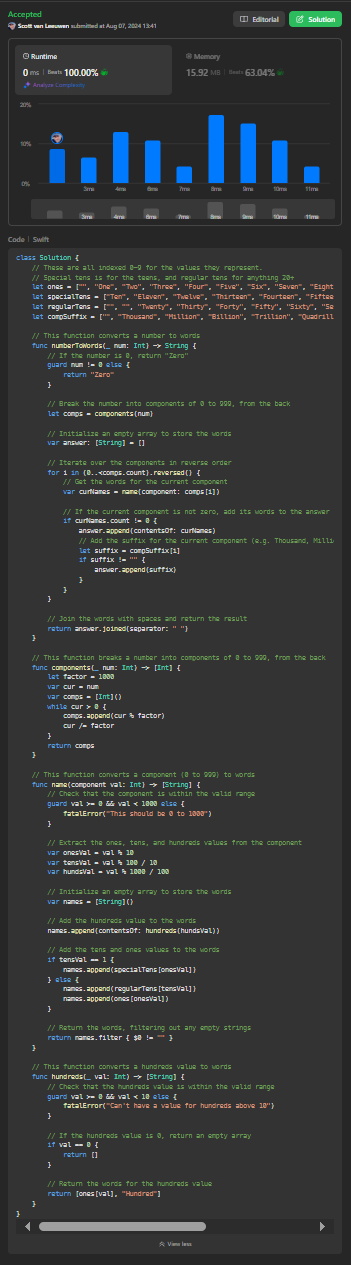 Accepted
Scott van Leeuwen submitted at Aug 07, 2024 13:41
Editorial
Solution
Runtime
0 ms | Beats 100.00%
Analyze Complexity
Memory
15.92 MB | Beats 63.04%
20%
10%
0%
3ms 4ms 6ms 7ms 8ms 9ms 10ms 11ms
3ms 4ms 6ms 7ms 8ms 9ms 10ms 11ms
Code | Swift
class Solution {
// These are all indexed 0-9 for the values they represent.
// Special tens is for the teens, and regular tens for anything 20+
let ones = ["", "One", "Two", "Three", "Four", "Five", "Six", "Seven", "Eight
let specialTens = ["Ten", "Eleven", "Twelve", "Thirteen", "Fourteen", "Fiftee
let regularTens = ["", "", "Twenty", "Thirty", "Forty", "Fifty", "Sixty", "Se
let compSuffix = ["", "Thousand", "Million", "Billion", "Trillion", "Quadrill
// This function converts a number to words
func numberToWords(_ num: Int) -> String {
// If the number is 0, return "Zero"
guard num != 0 else {
return "Zero"
}
// Break the number into components of 0 to 999, from the back
let comps = components(num)
// Initialize an empty array to store the words
var answer: [String] = []
// Iterate over the components in reverse order
for i in (0..<comps.count).reversed() {
// Get the words for the current component
var curNames = name(component: comps[i])
// If the current component is not zero, add its words to the answer
if curNames.count != 0 {
answer.append(contentsOf: curNames)
// Add the suffix for the current component (e.g. Thousand, Milli
let suffix = compSuffix[i]
if suffix != "" {
answer.append(suffix)
}
}
}
// Join the words with spaces and return the result
return answer.joined(separator: " ")
}
// This function breaks a number into components of 0 to 999, from the back
func components(_ num: Int) -> [Int] {
let factor = 1000
var cur = num
var comps = [Int]()
while cur > 0 {
comps.append(cur % factor)
cur /= factor
}
return comps
}
// This function converts a component (0 to 999) to words
func name(component val: Int) -> [String] {
// Check that the component is within the valid range
guard val >= 0 && val < 1000 else {
fatalError("This should be 0 to 1000")
}
// Extract the ones, tens, and hundreds values from the component
var onesVal = val % 10
var tensVal = val % 100 / 10
var hundsVal = val % 1000 / 100
// Initialize an empty array to store the words
var names = [String]()
// Add the hundreds value to the words
names.append(contentsOf: hundreds(hundsVal))
// Add the tens and ones values to the words
if tensVal == 1 {
names.append(specialTens[onesVal])
} else {
names.append(regularTens[tensVal])
names.append(ones[onesVal])
}
// Return the words, filtering out any empty strings
return names.filter { $0 != "" }
}
// This function converts a hundreds value to words
func hundreds(_ val: Int) -> [String] {
// Check that the hundreds value is within the valid range
guard val >= 0 && val < 10 else {
fatalError("Can't have a value for hundreds above 10")
}
// If the hundreds value is 0, return an empty array
if val == 0 {
return []
}
// Return the words for the hundreds value
return [ones[val], "Hundred"]
}
}
View less